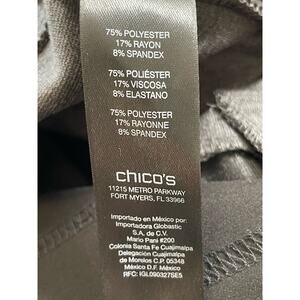 75% POLYESTER
17% RAYON
8% SPANDEX
75% POLIÉSTER
17% VISCOSA
8% ELASTANO
75% POLYESTER
17% RAYONNE
8% SPANDEX
chico's
11215 METRO PARKWAY
FORT MYERS, FL 33966
Importado en México por:
Importadora Globastic
S.A. de C.V.
Mario Pani #200
Colonia Santa Fe Cuajimalpa
Delegación Cuajimalpa
de Morelos C.P. 05348
México D.F. México
RFC: IGL090327SE5